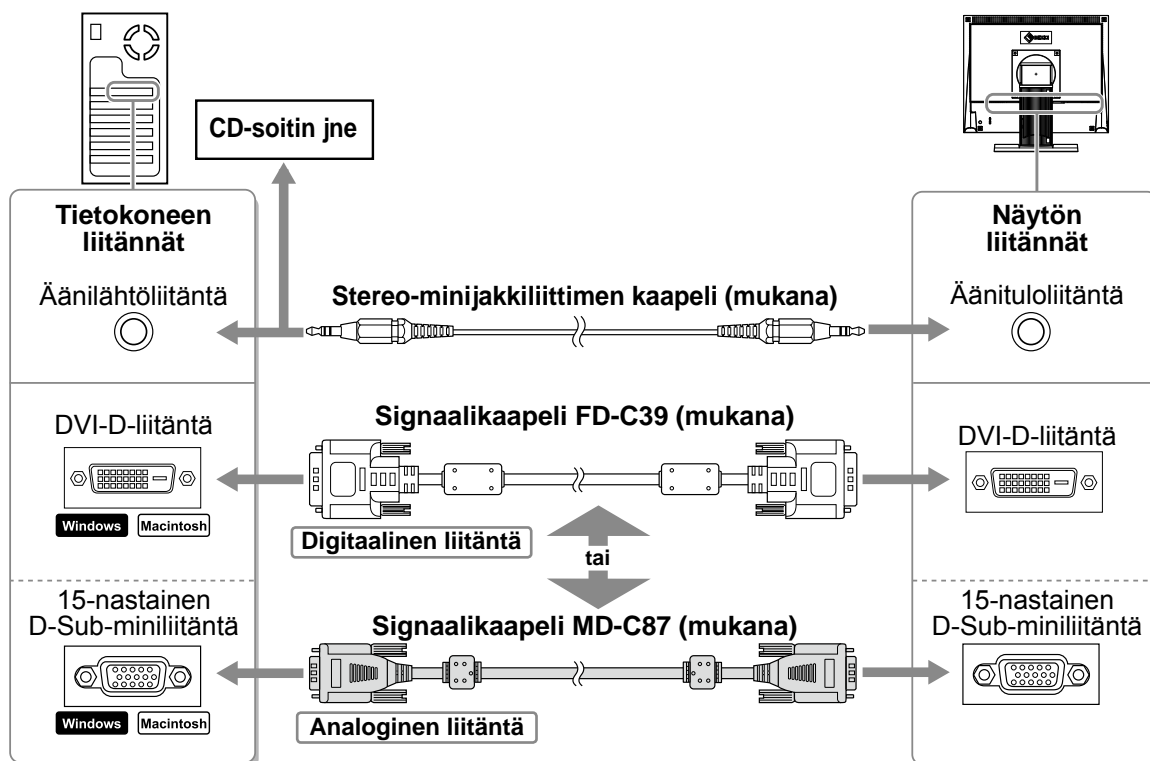 CD-soitin jne
Tietokoneen
liitännät
Äänilähtöliitäntä
Stereo-minijakkiliittimen kaapeli (mukana)
Näytön
liitännät
Äänituloliitäntä
DVI-D-liitäntä
Windows Macintosh
Signaalikaapeli FD-C39 (mukana)
Digitaalinen liitäntä
DVI-D-liitäntä
tai
15-nastainen
D-Sub-miniliitäntä
Windows Macintosh
Signaalikaapeli MD-C87 (mukana)
Analoginen liitäntä
15-nastainen
D-Sub-miniliitäntä